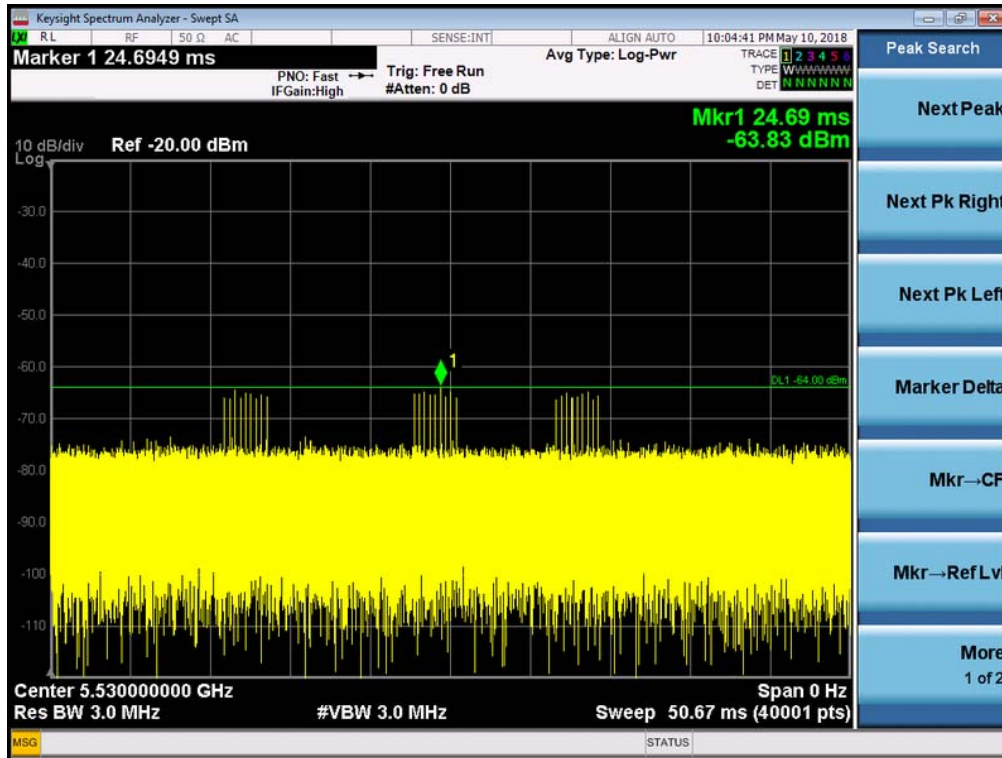 Keysight Spectrum Analyzer - Swept SA
LXI RL RF 50 Ω AC SENSE:INT ALIGN AUTO 10:04:41 PM May 10, 2018
Marker 1 24.6949 ms
PNO: Fast
IFGain:High
Trig: Free Run
#Atten: 0 dB
Avg Type: Log-Pwr
TRACE 1 2 3 4 5 6
TYPE WWWWWW
DET N N N N N N
Peak Search
Mkr1 24.69 ms
-63.83 dBm
10 dB/div Ref -20.00 dBm
Log
-30.0
-40.0
-50.0
-60.0
-70.0
-80.0
-90.0
-100
-110
1
DL1 -64.00 dBm
Center 5.530000000 GHz Span 0 Hz
Res BW 3.0 MHz #VBW 3.0 MHz Sweep 50.67 ms (40001 pts)
MSG STATUS
Next Peak
Next Pk Right
Next Pk Left
Marker Delta
Mkr→CF
Mkr→Ref Lvl
More
1 of 2